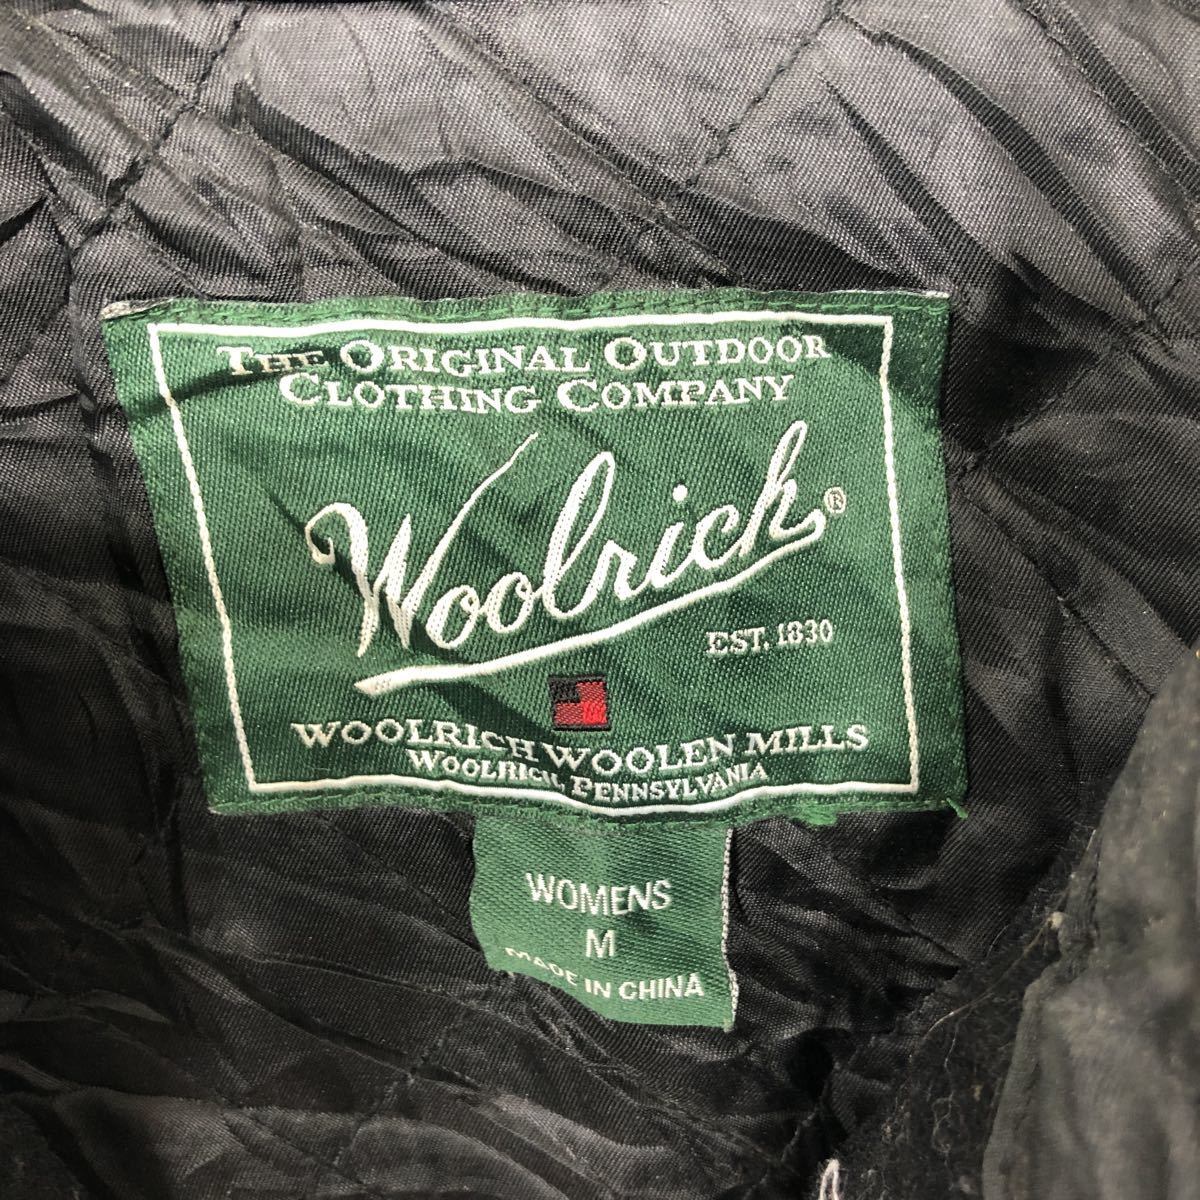 THE ORIGINAL OUTDOOR
CLOTHING COMPANY
Woolrich®
EST. 1830
WOOLRICH WOOLEN MILLS
WOOLRICH, PENNSYLVANIA
WOMENS
M
MADE IN CHINA